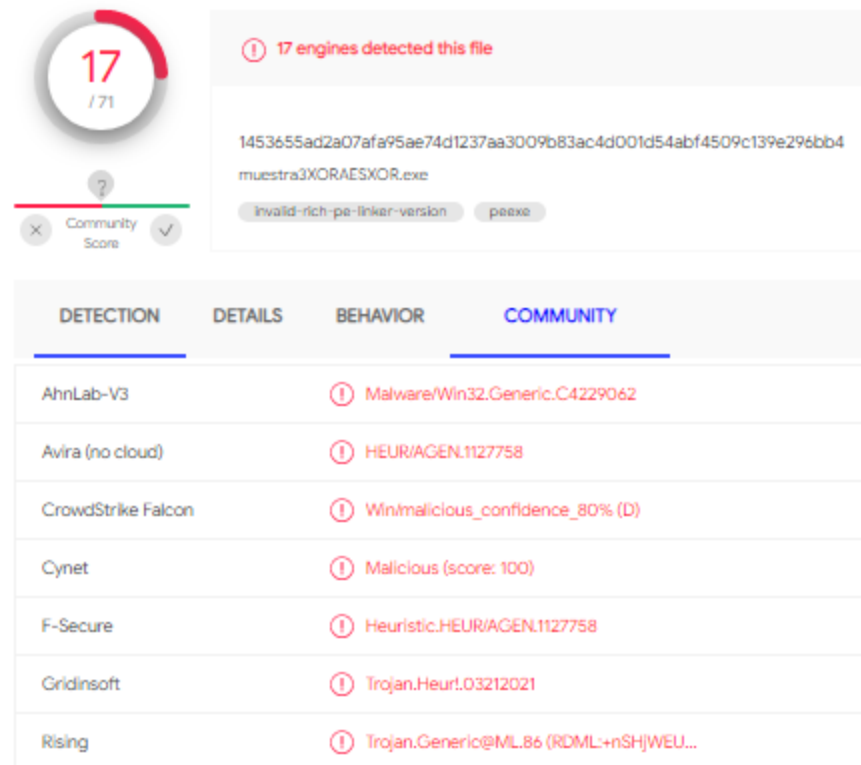 17
/ 71
?
Community
Score
17 engines detected this file
1453655ad2a07afa95ae74d1237aa3009b83ac4d001d54abf4509c139e296bb4
muestra3XORAESXOR.exe
invalid-rich-pe-linker-version peexe
DETECTION DETAILS BEHAVIOR COMMUNITY
AhnLab-V3 Malware/Win32.Generic.C4229062
Avira (no cloud) HEUR/AGEN.1127758
CrowdStrike Falcon Win/malicious_confidence_80% (D)
Cynet Malicious (score: 100)
F-Secure Heuristic.HEUR/AGEN.1127758
Gridinsoft Trojan.Heur!.03212021
Rising Trojan.Generic@ML.86 (RDML:+nSHjWEU...